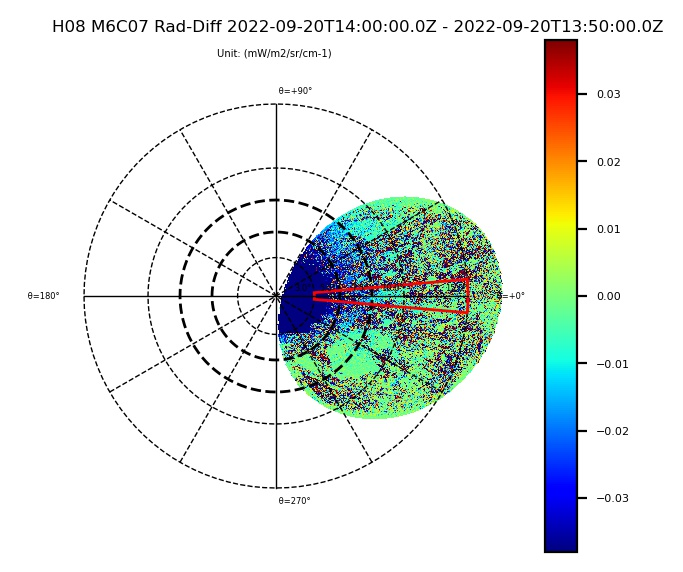 H08 M6C07 Rad-Diff 2022-09-20T14:00:00.0Z - 2022-09-20T13:50:00.0Z
Unit: (mW/m2/sr/cm-1)
θ=+90°
0.03
0.02
0.01
θ=180°
θ=+0°
0.00
−0.01
−0.02
−0.03
θ=270°